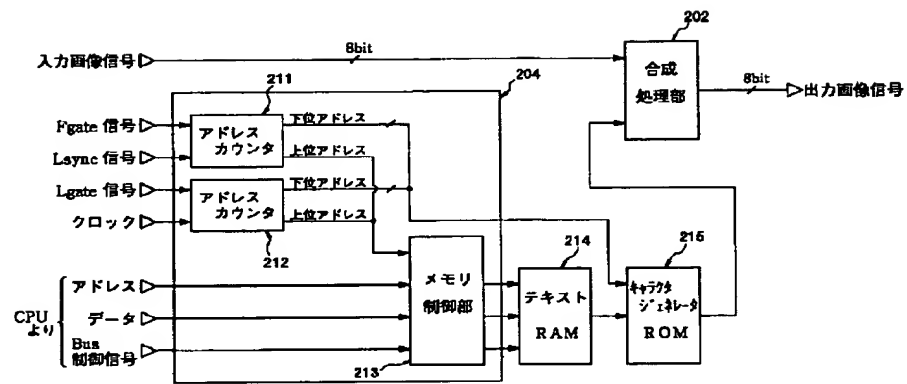 202
8bit
入力画像信号
合成
処理部
8bit
出力画像信号
211
204
Fgate 信号
アドレス
カウンタ
下位アドレス
Lsync 信号
上位アドレス
Lgate 信号
アドレス
カウンタ
下位アドレス
クロック
上位アドレス
212
214
215
CPU
より
アドレス
データ
Bus
制御信号
メモリ
制御部
213
テキスト
RAM
キャラクタ
ジェネレータ
ROM